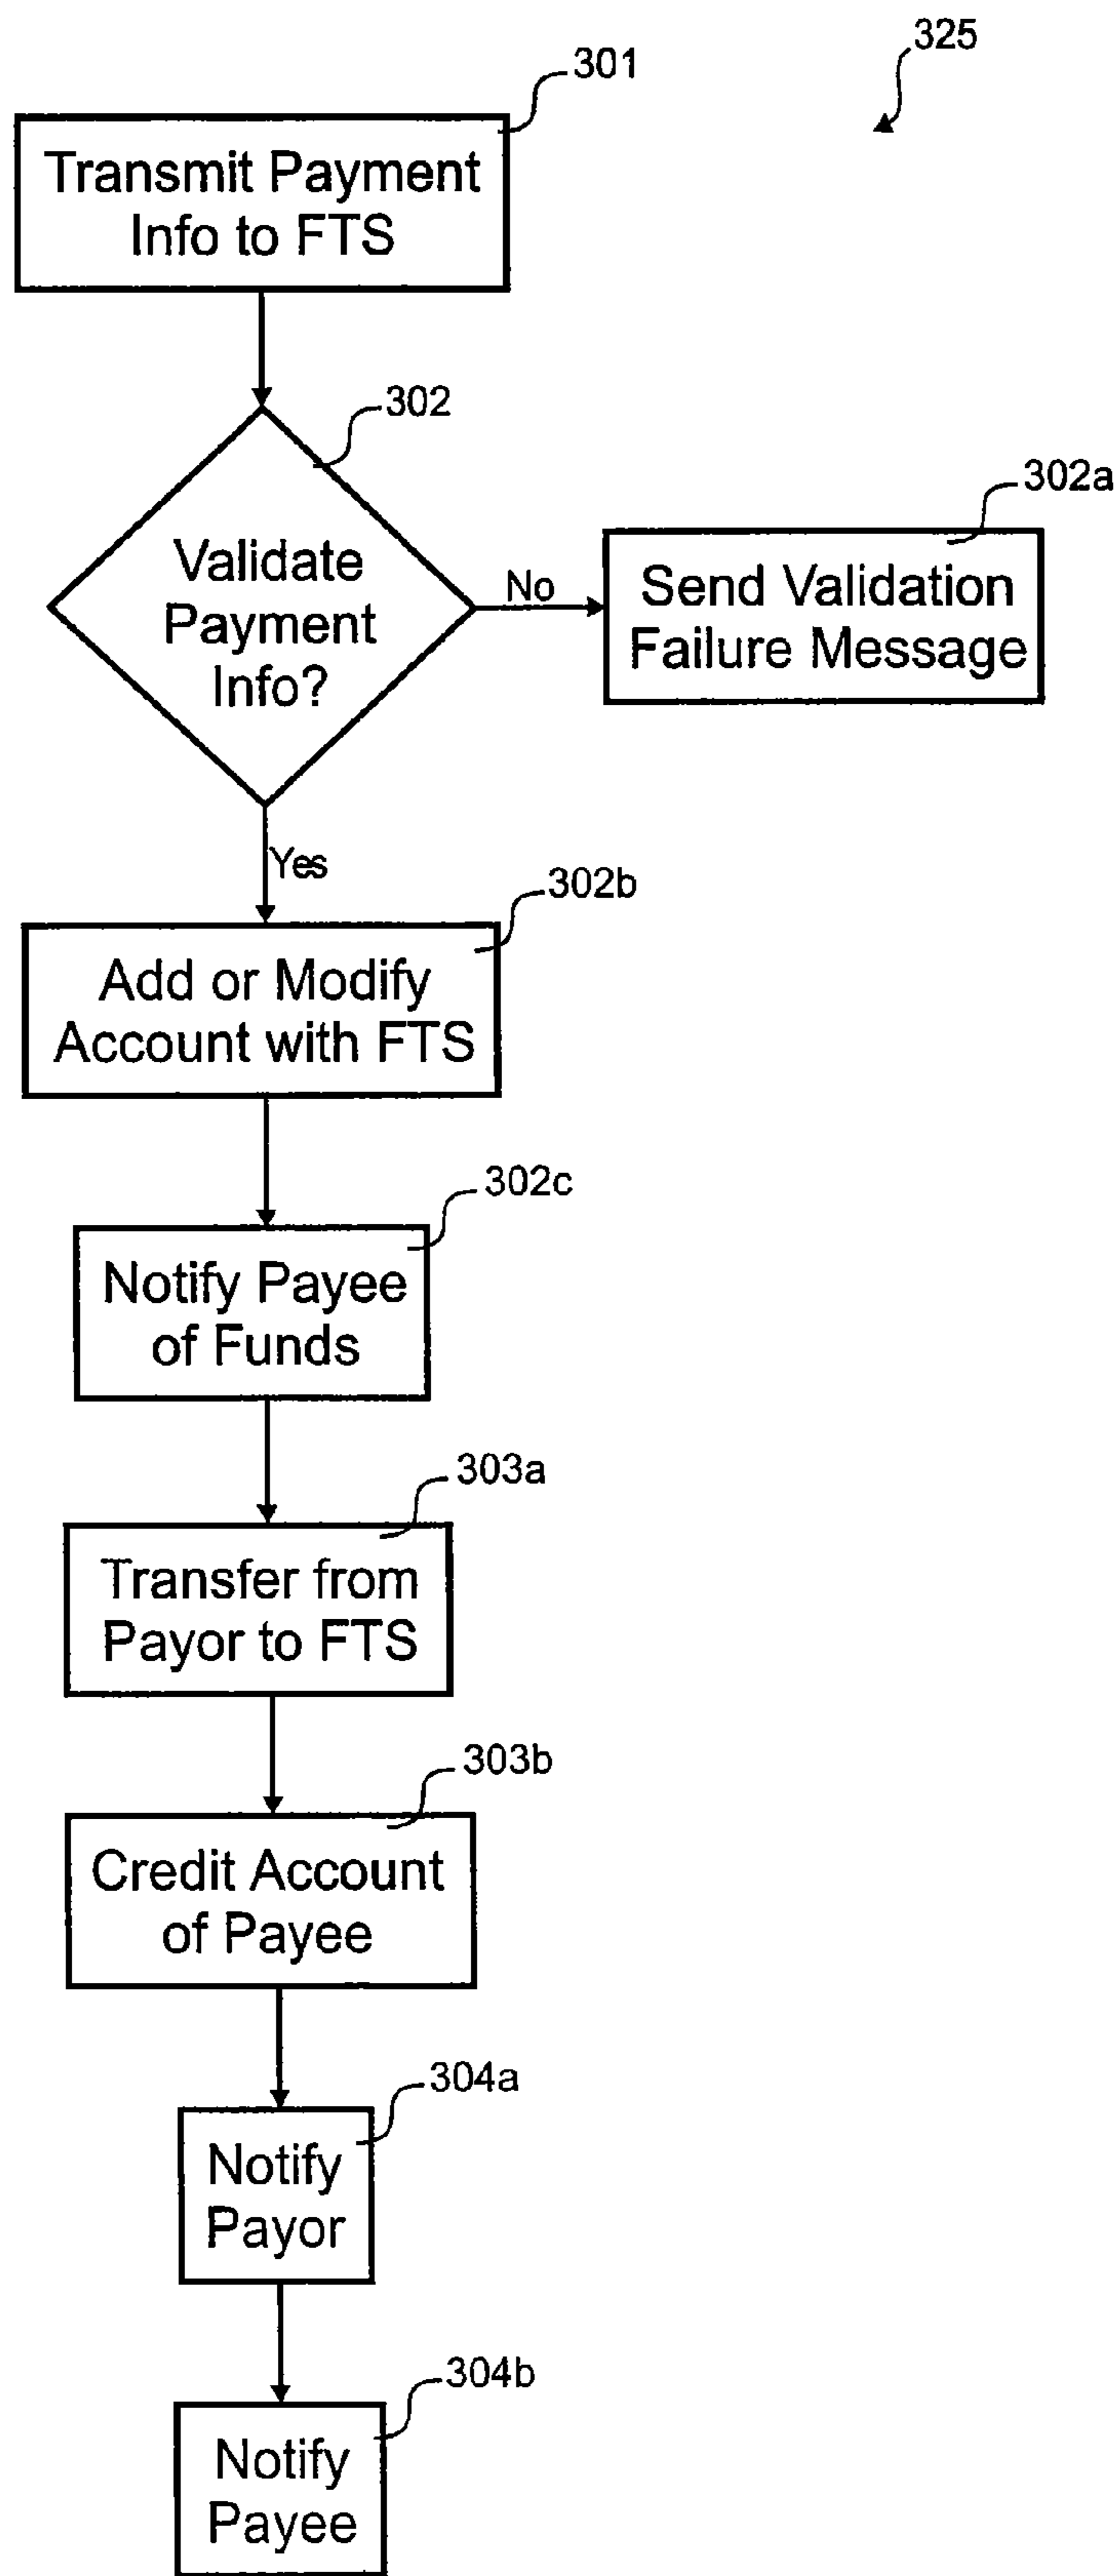 325
301
Transmit Payment
Info to FTS
302
Validate
Payment
Info?
No
302a
Send Validation
Failure Message
Yes
302b
Add or Modify
Account with FTS
302c
Notify Payee
of Funds
303a
Transfer from
Payor to FTS
303b
Credit Account
of Payee
304a
Notify
Payor
304b
Notify
Payee